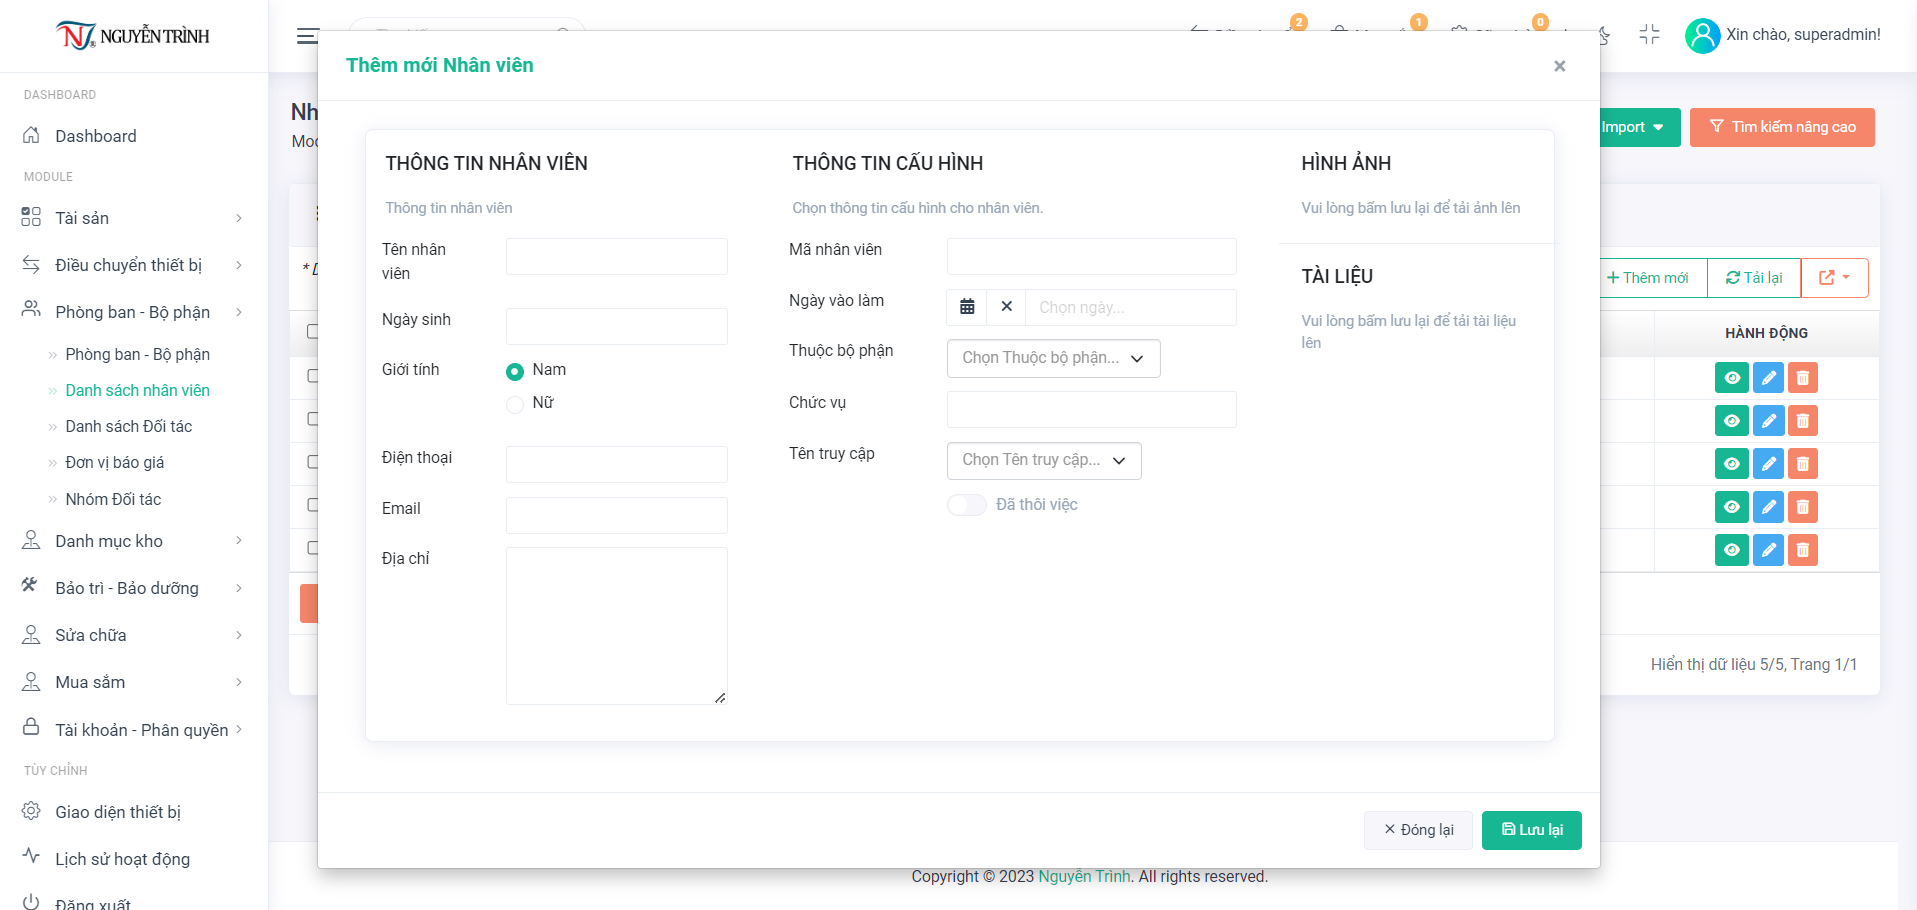 NGUYỄN TRÌNH
2
1
0
Xin chào, superadmin!
DASHBOARD
Dashboard
MODULE
Tài sản
Điều chuyển thiết bị
Phòng ban - Bộ phận
Phòng ban - Bộ phận
Danh sách nhân viên
Danh sách Đối tác
Đơn vị báo giá
Nhóm Đối tác
Danh mục kho
Bảo trì - Bảo dưỡng
Sửa chữa
Mua sắm
Tài khoản - Phân quyền
TÙY CHỈNH
Giao diện thiết bị
Lịch sử hoạt động
Đăng xuất
Thêm mới Nhân viên
×
THÔNG TIN NHÂN VIÊN
Thông tin nhân viên
Tên nhân viên
Ngày sinh
Giới tính
Nam
Nữ
Điện thoại
Email
Địa chỉ
THÔNG TIN CẤU HÌNH
Chọn thông tin cấu hình cho nhân viên.
Mã nhân viên
Ngày vào làm
Chọn ngày...
Thuộc bộ phận
Chọn Thuộc bộ phận...
Chức vụ
Tên truy cập
Chọn Tên truy cập...
Đã thôi việc
HÌNH ẢNH
Vui lòng bấm lưu lại để tải ảnh lên
TÀI LIỆU
Vui lòng bấm lưu lại để tải tài liệu
lên
Đóng lại
Lưu lại
Import
Tìm kiếm nâng cao
Thêm mới
Tải lại
HÀNH ĐỘNG
Hiển thị dữ liệu 5/5, Trang 1/1
Copyright © 2023 Nguyễn Trình. All rights reserved.